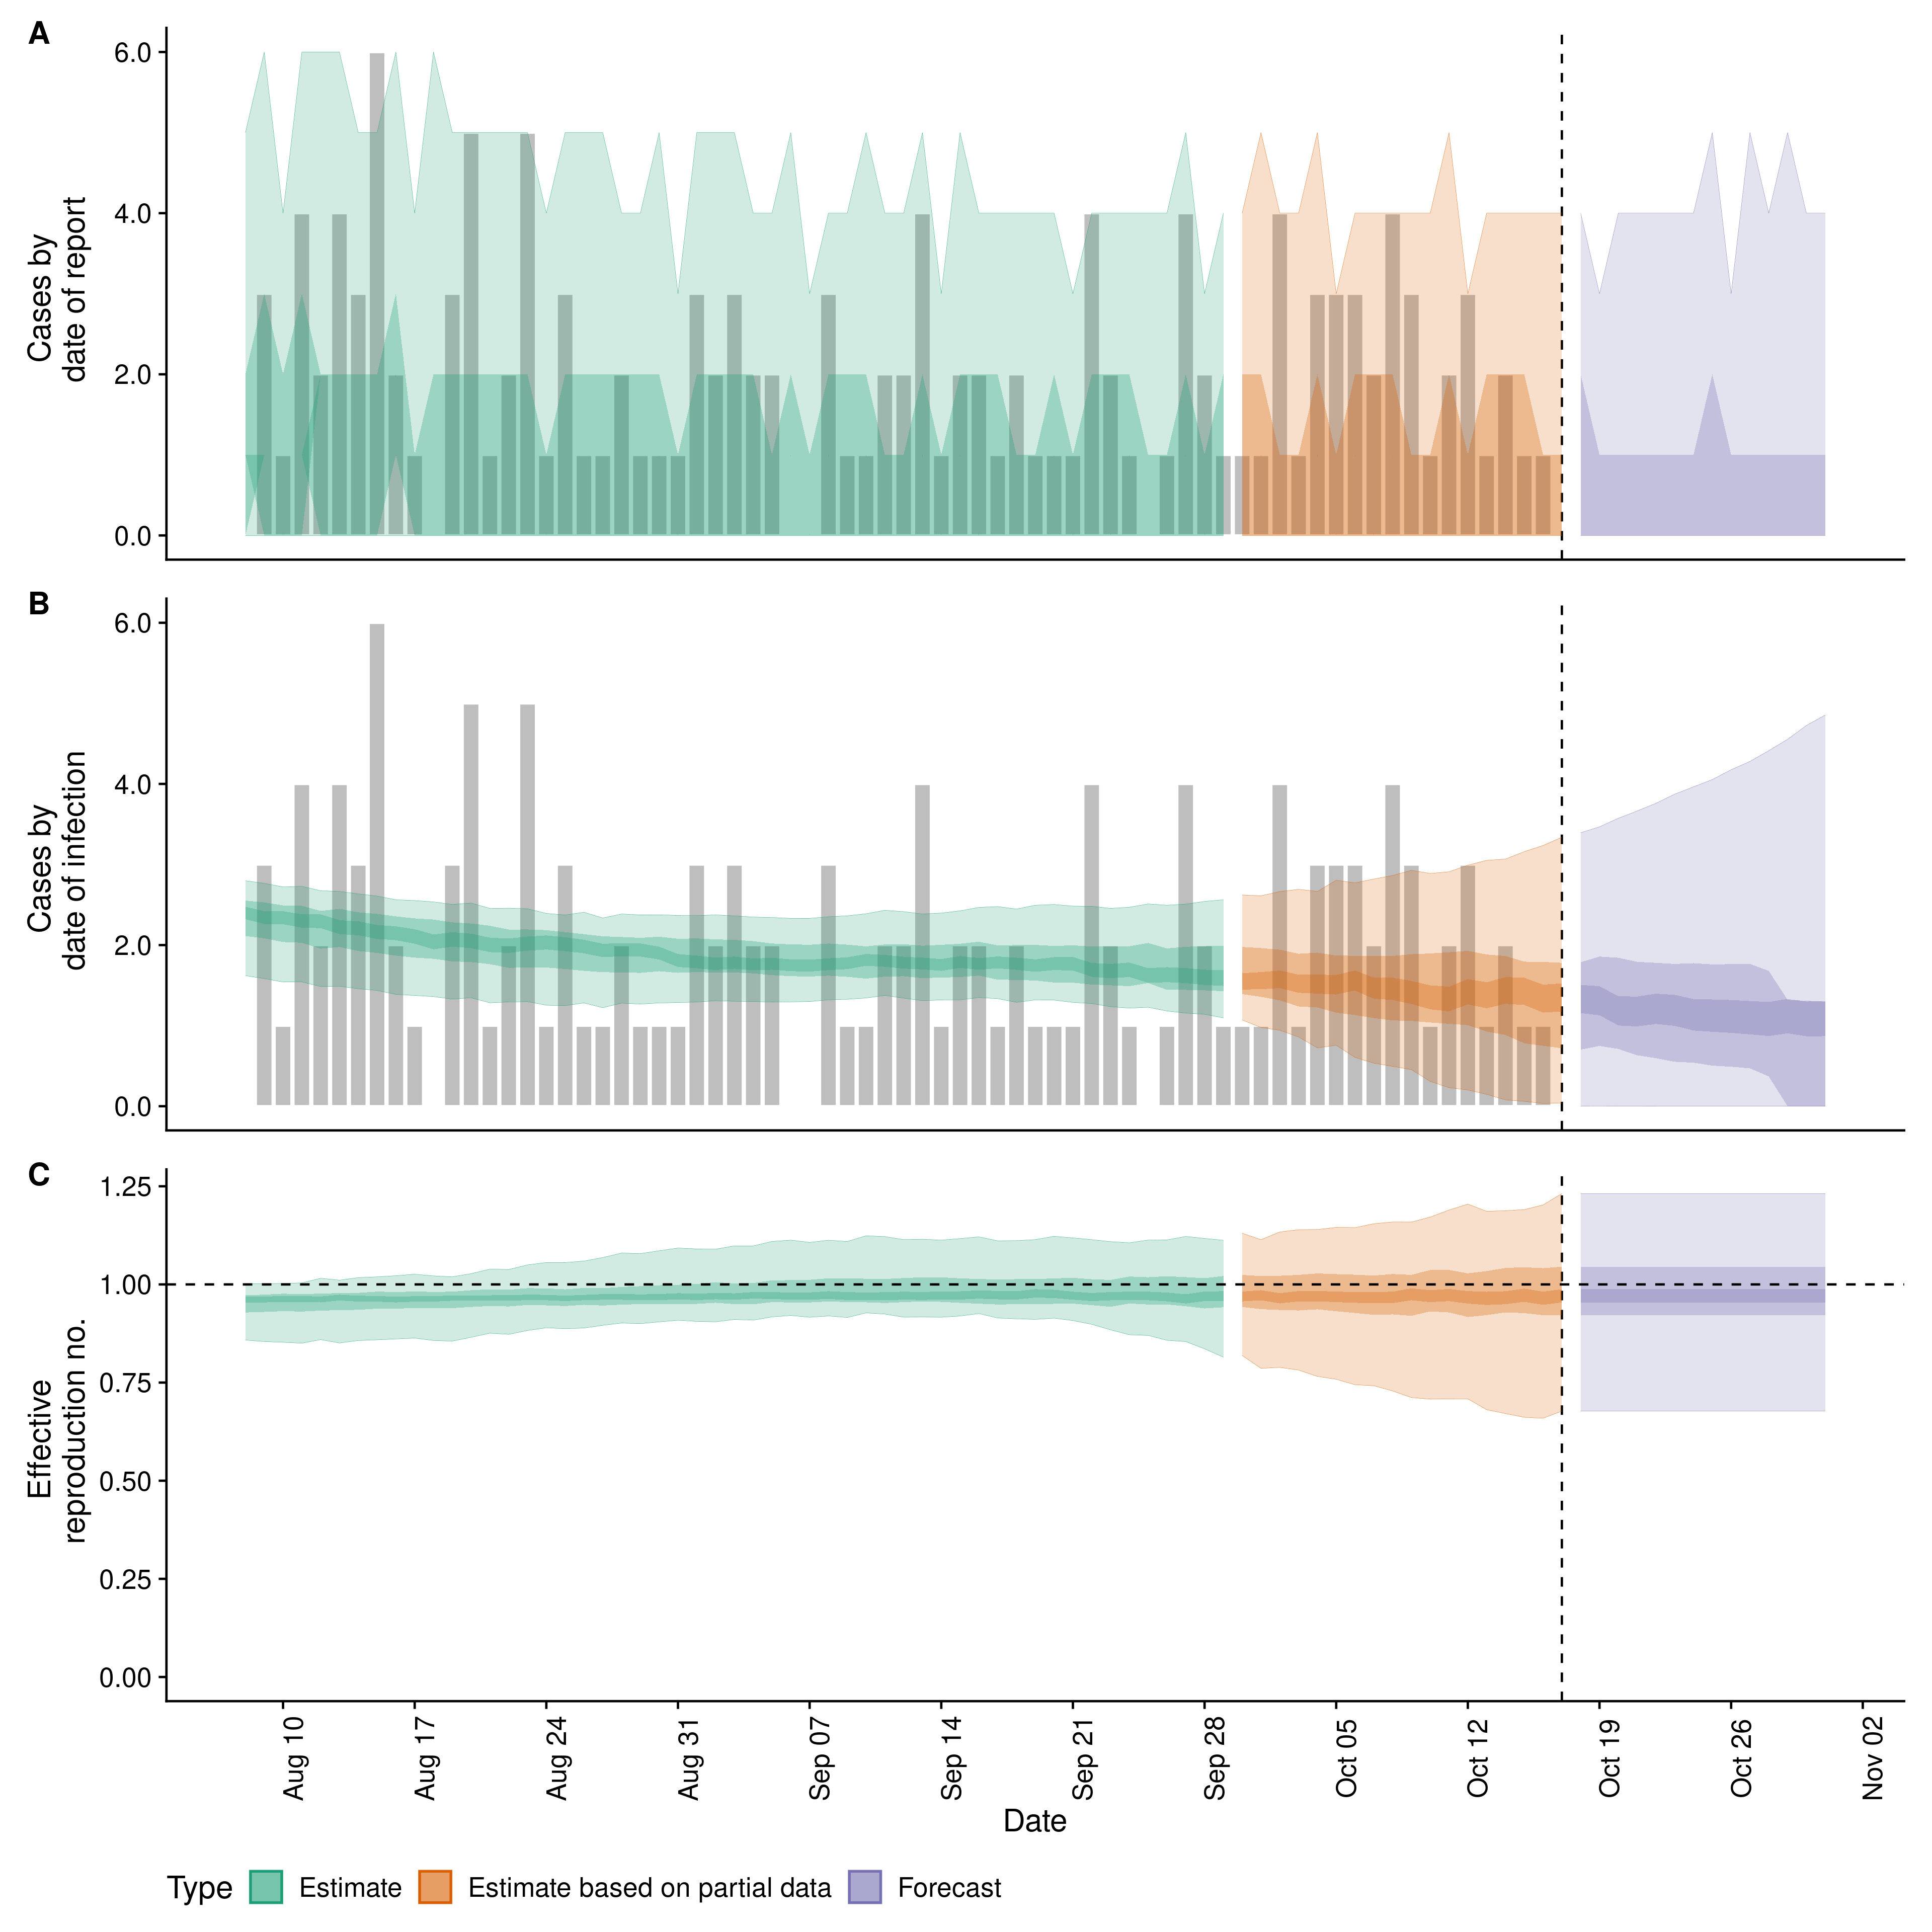 A
6.0
4.0
2.0
0.0
Cases by
date of report
B
6.0
4.0
2.0
0.0
Cases by
date of infection
C
1.25
1.00
0.75
0.50
0.25
0.00
Effective
reproduction no.
Aug 10
Aug 17
Aug 24
Aug 31
Sep 07
Sep 14
Sep 21
Sep 28
Oct 05
Oct 12
Oct 19
Oct 26
Nov 02
Date
Type Estimate Estimate based on partial data Forecast